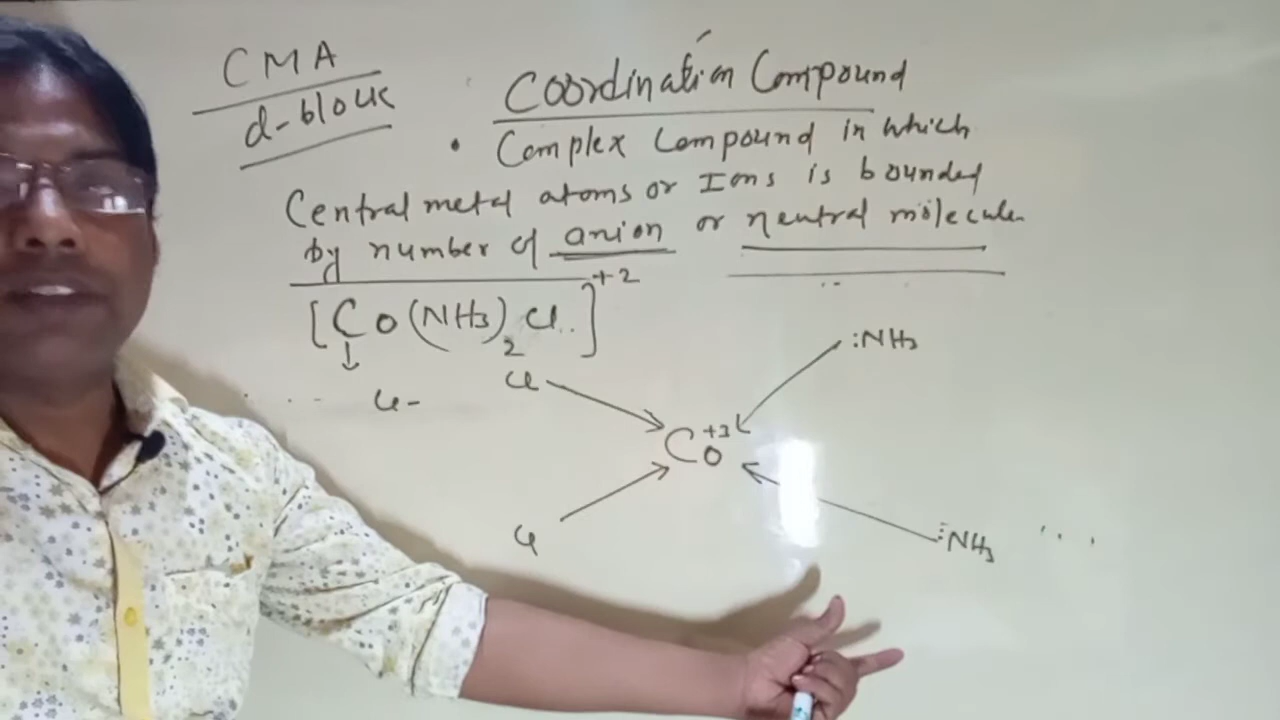 CMA
d-block
Coordination Compound
• Complex Compound in which
Central metal atoms or Ions is bounded
by number of anion or neutral molecules
[Co(NH3)2Cl..]+2
Cl-
Cl
:NH3
Co+3
Cl
:NH3